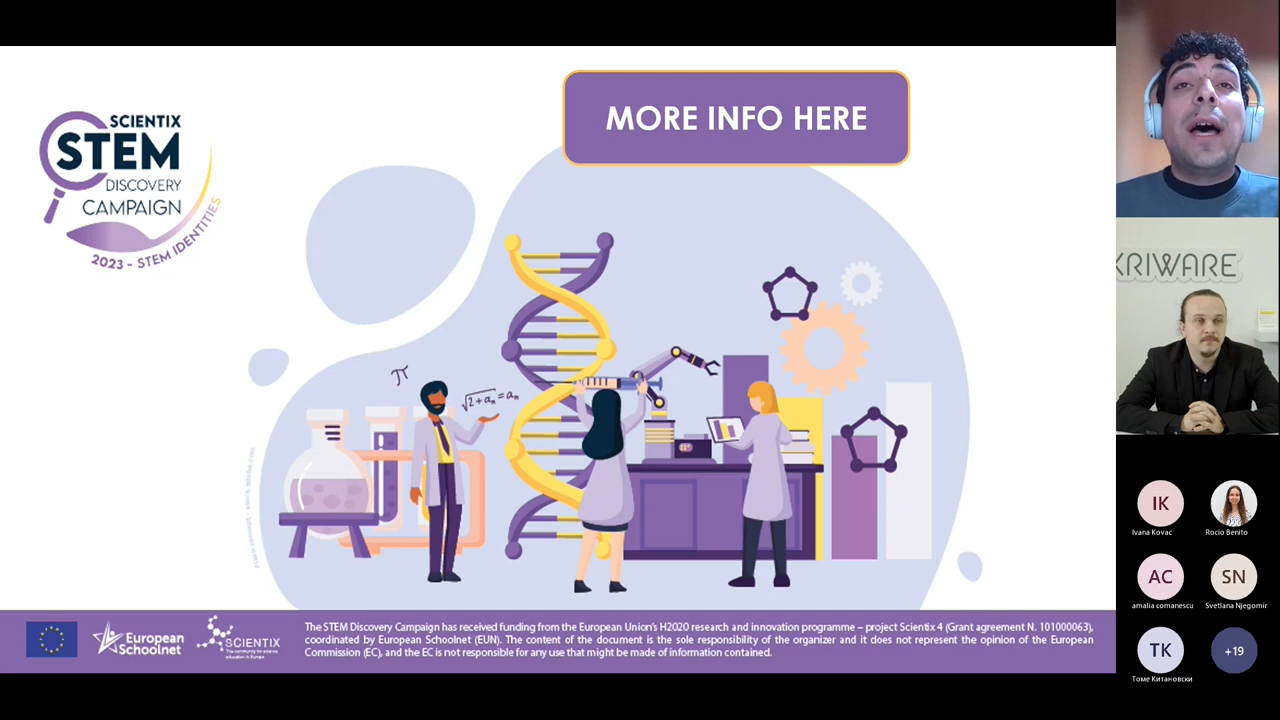 MORE INFO HERE
SCIENTIX
STEM
DISCOVERY
CAMPAIGN
2023 - STEM IDENTITIES
π
√2+aₙ=aₙ
European
Schoolnet
SCIENTIX
The community for science
education in Europe
The STEM Discovery Campaign has received funding from the European Union's H2020 research and innovation programme – project Scientix 4 (Grant agreement N. 101000063),
coordinated by European Schoolnet (EUN). The content of the document is the sole responsibility of the organizer and it does not represent the opinion of the European
Commission (EC), and the EC is not responsible for any use that might be made of information contained.
KRIWARE
IK
Ivana Kovac
Rocio Benito
AC
amalia comanescu
SN
Svetlana Njegomir
TK
Томе Китановски
+19